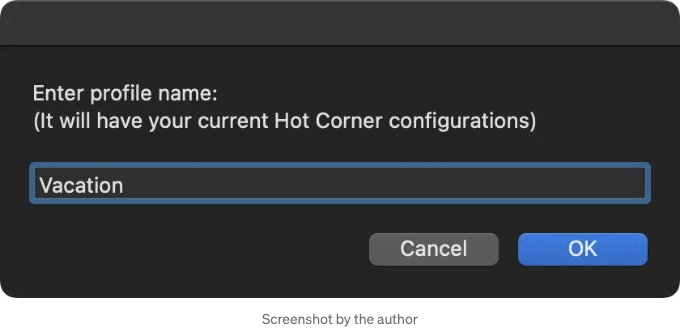 Enter profile name:
(It will have your current Hot Corner configurations)
Vacation
Cancel
OK
Screenshot by the author